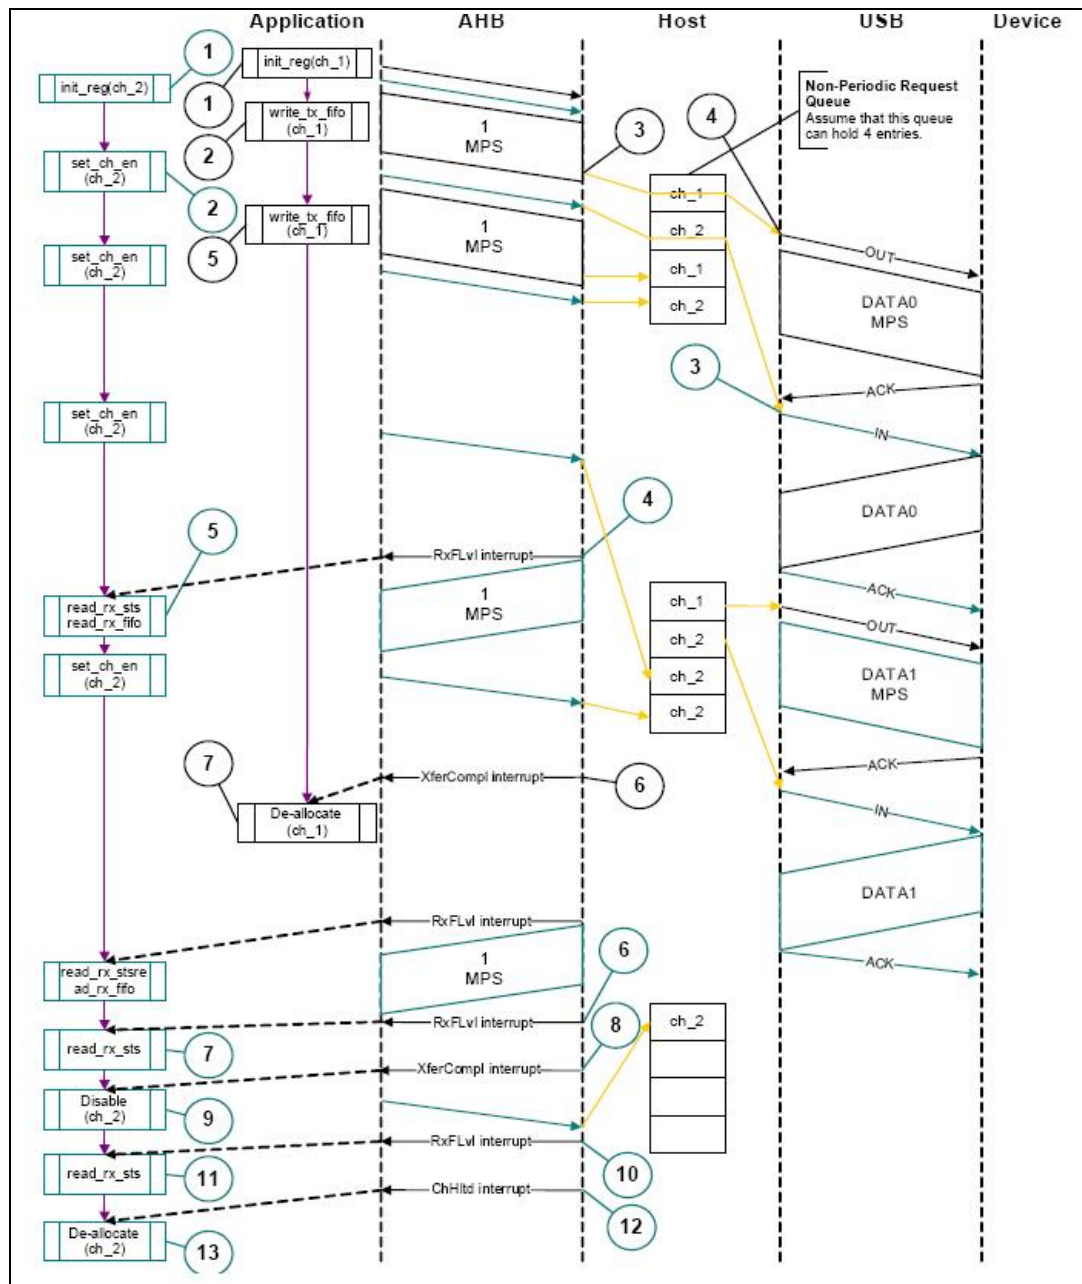 Application AHB Host USB Device
1
init_reg(ch_1)
init_reg(ch_2)
1
Non-Periodic Request
Queue
Assume that this queue
can hold 4 entries.
write_tx_fifo
(ch_1)
1
MPS
3
4
2
set_ch_en
(ch_2)
ch_1
2
write_tx_fifo
(ch_1)
1
MPS
ch_2
5
set_ch_en
(ch_2)
OUT
ch_1
ch_2
DATA0
MPS
3
ACK
set_ch_en
(ch_2)
IN
4
DATA0
5
RxFLvl interrupt
read_rx_sts
read_rx_fifo
1
MPS
ch_1
ACK
OUT
ch_2
set_ch_en
(ch_2)
ch_2
DATA1
MPS
ch_2
7
XferCompl interrupt
6
ACK
De-allocate
(ch_1)
IN
DATA1
RxFLvl interrupt
6
read_rx_stsre
ad_rx_fifo
1
MPS
ACK
RxFLvl interrupt
8
ch_2
read_rx_sts
7
XferCompl interrupt
Disable
(ch_2)
9
RxFLvl interrupt
10
read_rx_sts
11
ChHltd interrupt
12
De-allocate
(ch_2)
13